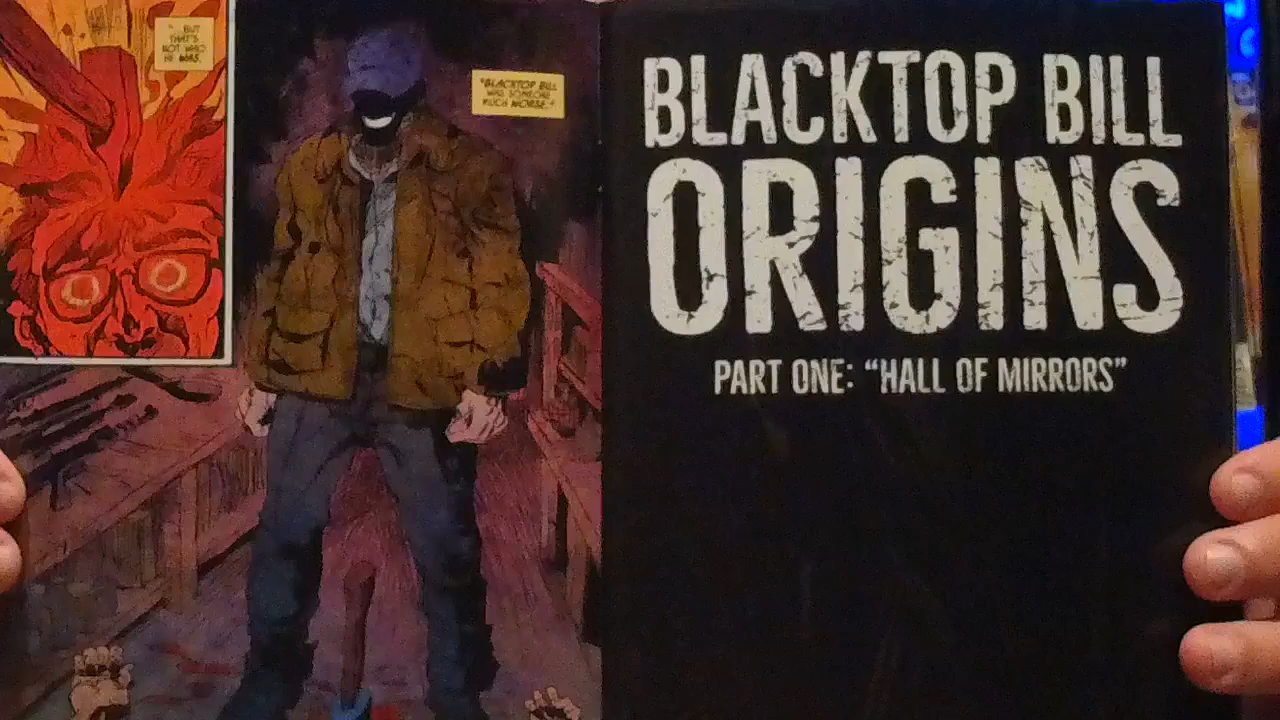 "... BUT
THAT'S
NOT WHO
HE WAS.
"BLACKTOP BILL
WAS SOMEONE
MUCH WORSE."
BLACKTOP BILL
ORIGINS
PART ONE: “HALL OF MIRRORS”